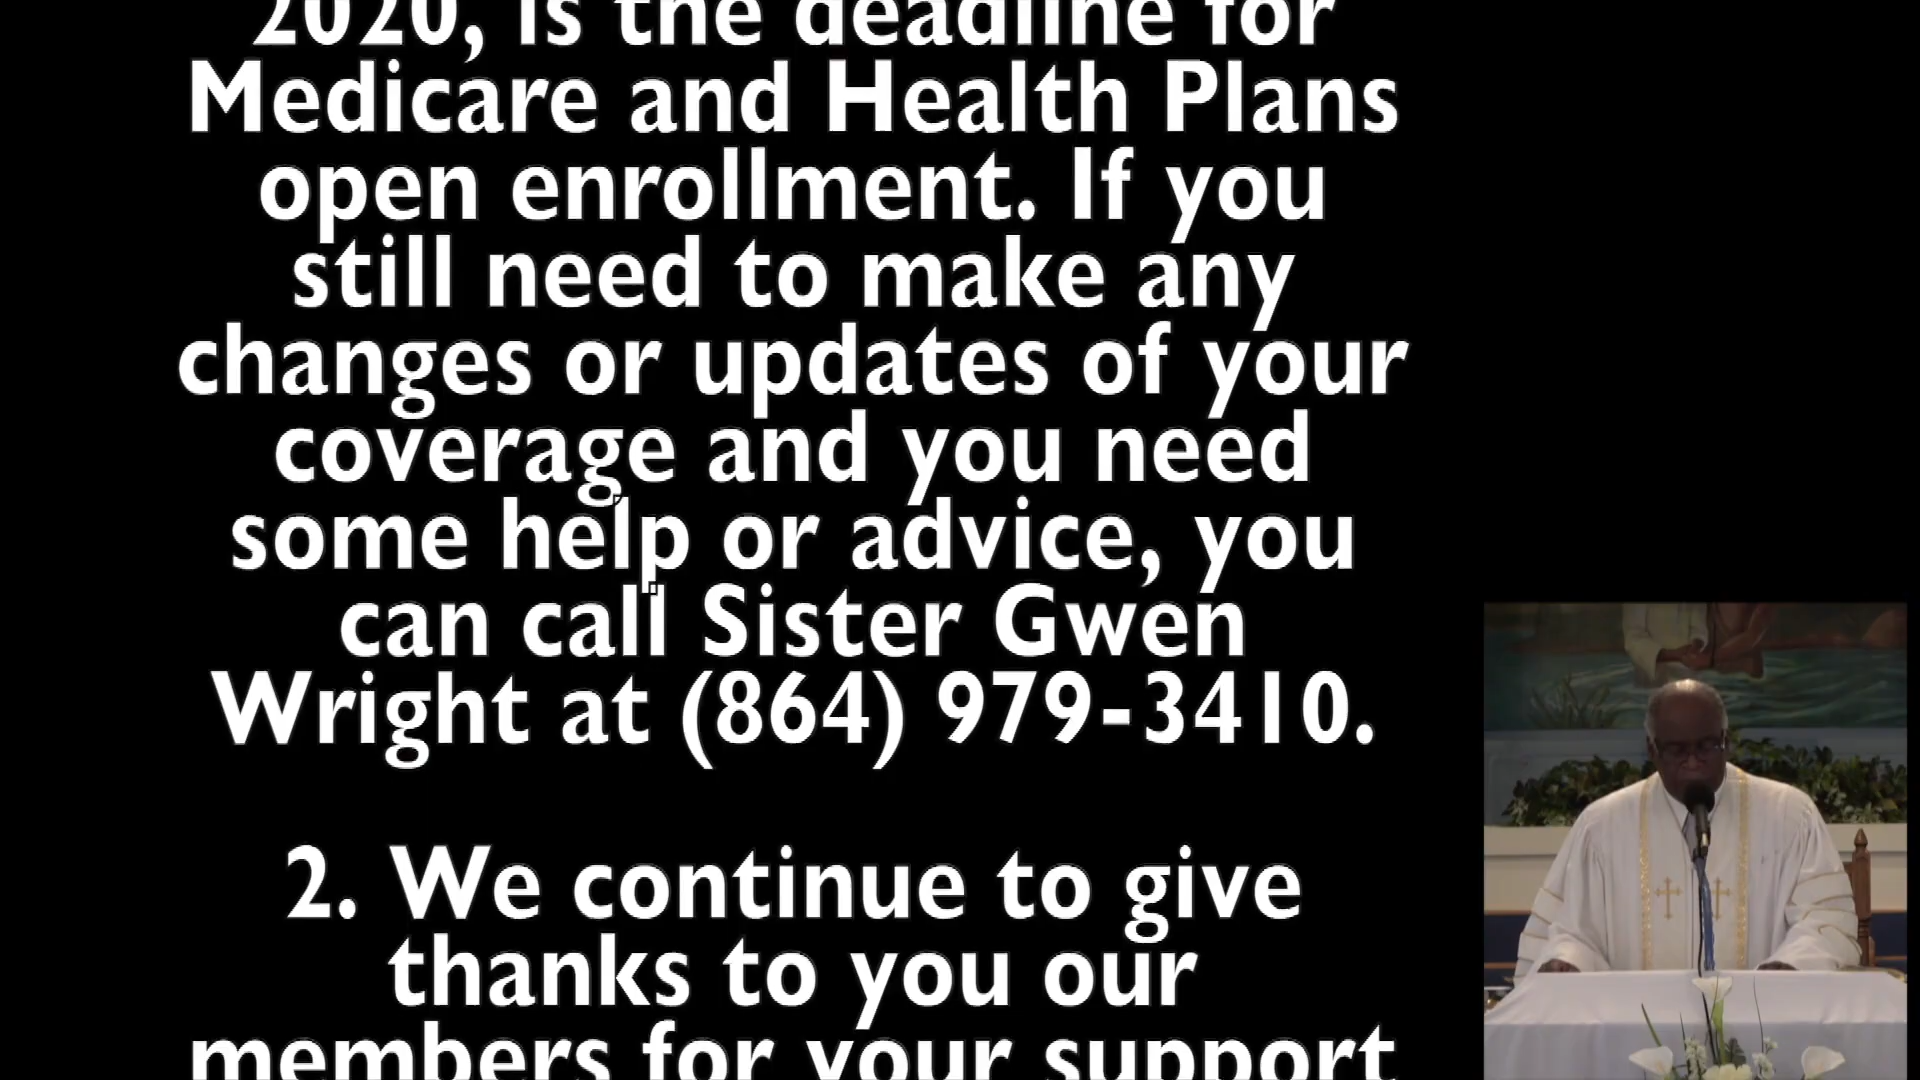 2020, is the deadline for
Medicare and Health Plans
open enrollment. If you
still need to make any
changes or updates of your
coverage and you need
some help or advice, you
can call Sister Gwen
Wright at (864) 979-3410.
2. We continue to give
thanks to you our
members for your support